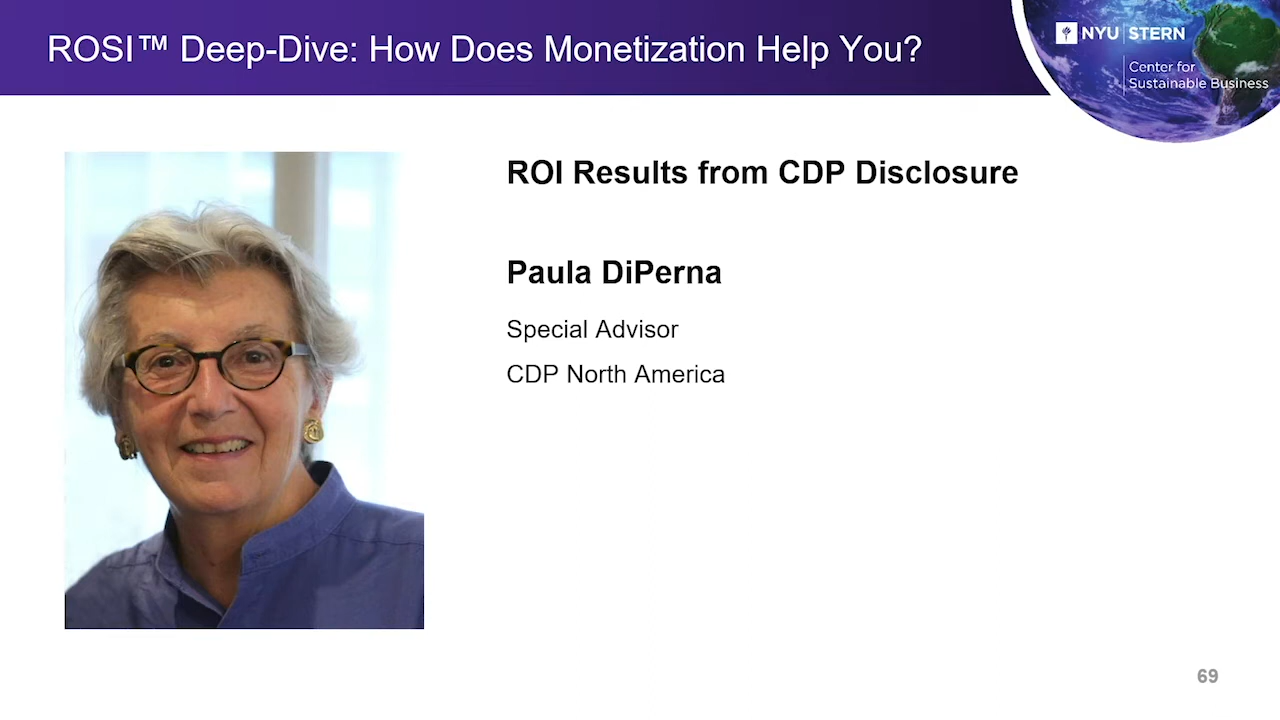 ROSI™ Deep-Dive: How Does Monetization Help You?
NYU STERN
Center for
Sustainable Business
ROI Results from CDP Disclosure
Paula DiPerna
Special Advisor
CDP North America
69